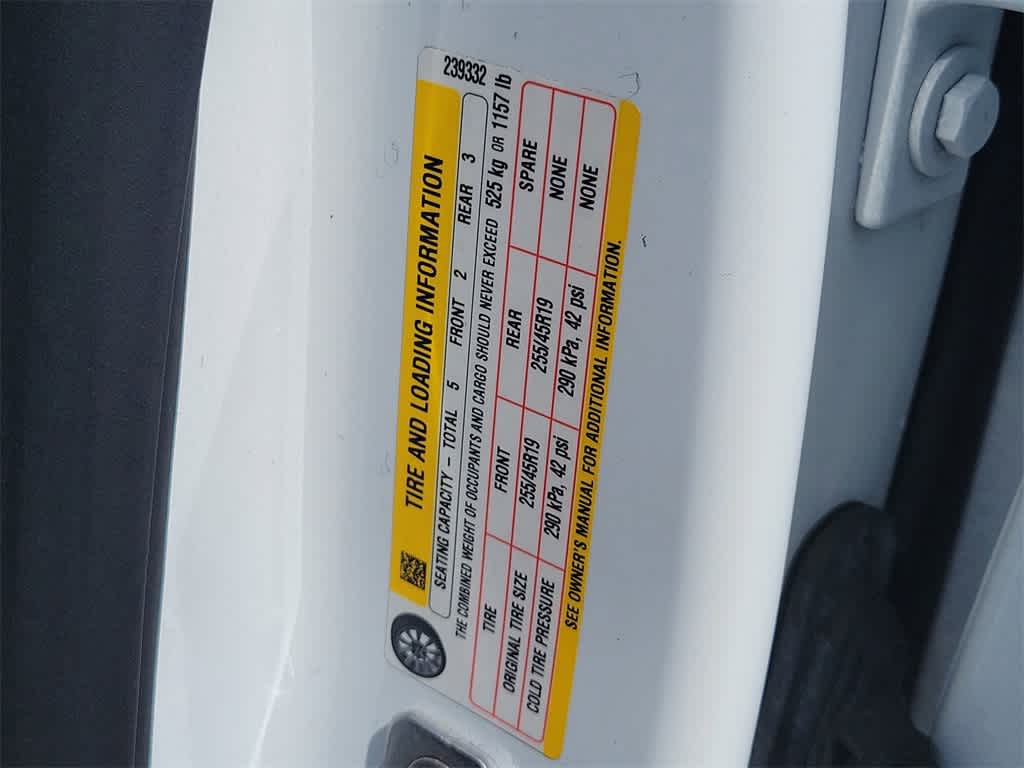 239332
TIRE AND LOADING INFORMATION
SEATING CAPACITY – TOTAL 5 FRONT 2 REAR 3
THE COMBINED WEIGHT OF OCCUPANTS AND CARGO SHOULD NEVER EXCEED 525 kg OR 1157 lb
TIRE FRONT REAR SPARE
ORIGINAL TIRE SIZE 255/45R19 255/45R19 NONE
COLD TIRE PRESSURE 290 kPa, 42 psi 290 kPa, 42 psi NONE
SEE OWNER'S MANUAL FOR ADDITIONAL INFORMATION.